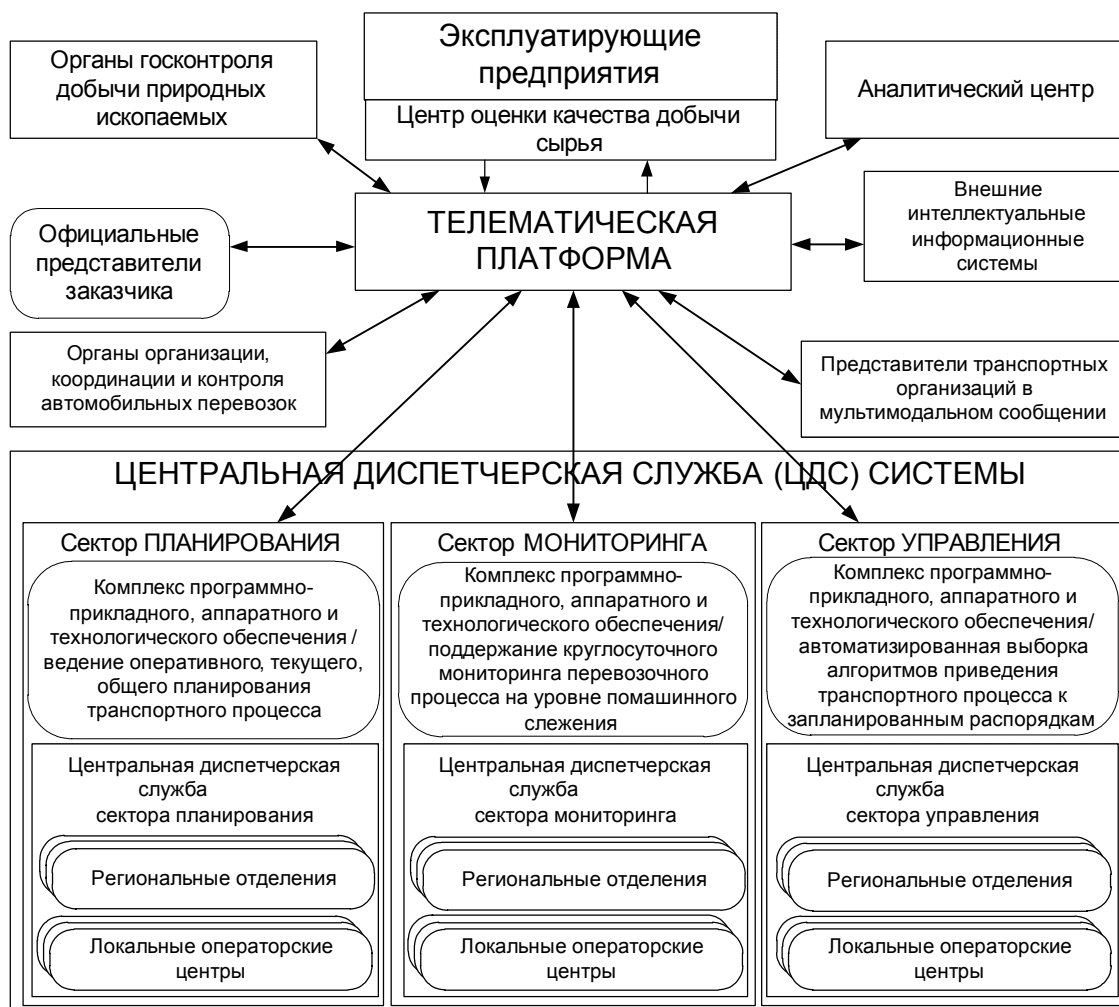 Органы госконтроля
добычи природных
ископаемых
Эксплуатирующие
предприятия
Центр оценки качества добычи
сырья
Аналитический центр
ТЕЛЕМАТИЧЕСКАЯ
ПЛАТФОРМА
Официальные
представители
заказчика
Внешние
интеллектуальные
информационные
системы
Органы организации,
координации и контроля
автомобильных перевозок
Представители транспортных
организаций в
мультимодальном сообщении
ЦЕНТРАЛЬНАЯ ДИСПЕТЧЕРСКАЯ СЛУЖБА (ЦДС) СИСТЕМЫ
Сектор ПЛАНИРОВАНИЯ
Комплекс программно-
прикладного, аппаратного и
технологического обеспечения /
ведение оперативного, текущего,
общего планирования
транспортного процесса
Центральная диспетчерская
служба
сектора планирования
Региональные отделения
Локальные операторские
центры
Сектор МОНИТОРИНГА
Комплекс программно-
прикладного, аппаратного и
технологического обеспечения/
поддержание круглосуточного
мониторинга перевозочного
процесса на уровне помашинного
слежения
Центральная диспетчерская
служба
сектора мониторинга
Региональные отделения
Локальные операторские
центры
Сектор УПРАВЛЕНИЯ
Комплекс программно-
прикладного, аппаратного и
технологического обеспечения/
автоматизированная выборка
алгоритмов приведения
транспортного процесса к
запланированным распорядкам
Центральная диспетчерская
служба
сектора управления
Региональные отделения
Локальные операторские
центры